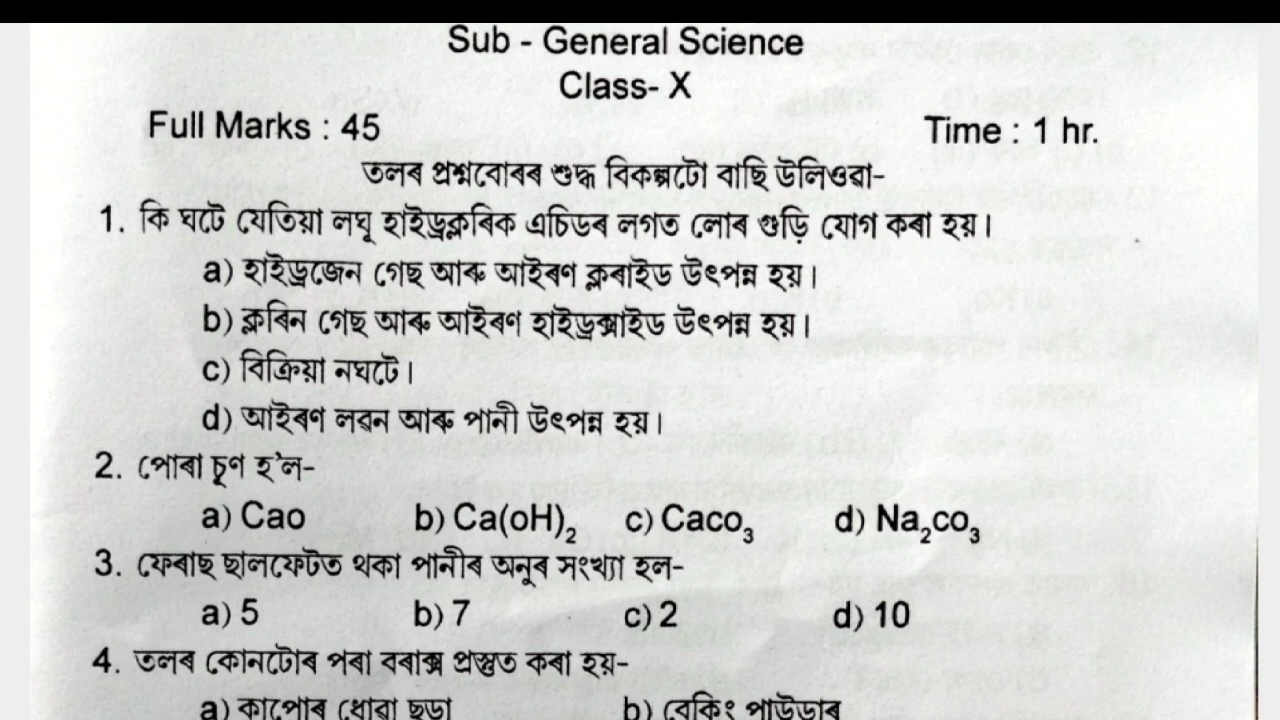 Sub - General Science
Class- X
Full Marks : 45 Time : 1 hr.
তলৰ প্ৰশ্নবোৰৰ শুদ্ধ বিকল্পটো বাছি উলিওৱা-
1. কি ঘটে যেতিয়া লঘূ হাইড্ৰক্লৰিক এচিডৰ লগত লোৰ গুড়ি যোগ কৰা হয়।
a) হাইড্ৰজেন গেছ আৰু আইৰণ ক্লৰাইড উৎপন্ন হয়।
b) ক্লৰিন গেছ আৰু আইৰণ হাইড্ৰক্সাইড উৎপন্ন হয়।
c) বিক্ৰিয়া নঘটে।
d) আইৰণ লৱন আৰু পানী উৎপন্ন হয়।
2. পোৰা চূণ হ'ল-
a) Cao b) Ca(oH)₂ c) Caco₃ d) Na₂co₃
3. ফেৰাছ ছালফেটত থকা পানীৰ অনুৰ সংখ্যা হল-
a) 5 b) 7 c) 2 d) 10
4. তলৰ কোনটোৰ পৰা বৰাক্স প্ৰস্তুত কৰা হয়-
a) কাপোৰ ধোৱা ছডা b) বেকিং পাউডাৰ